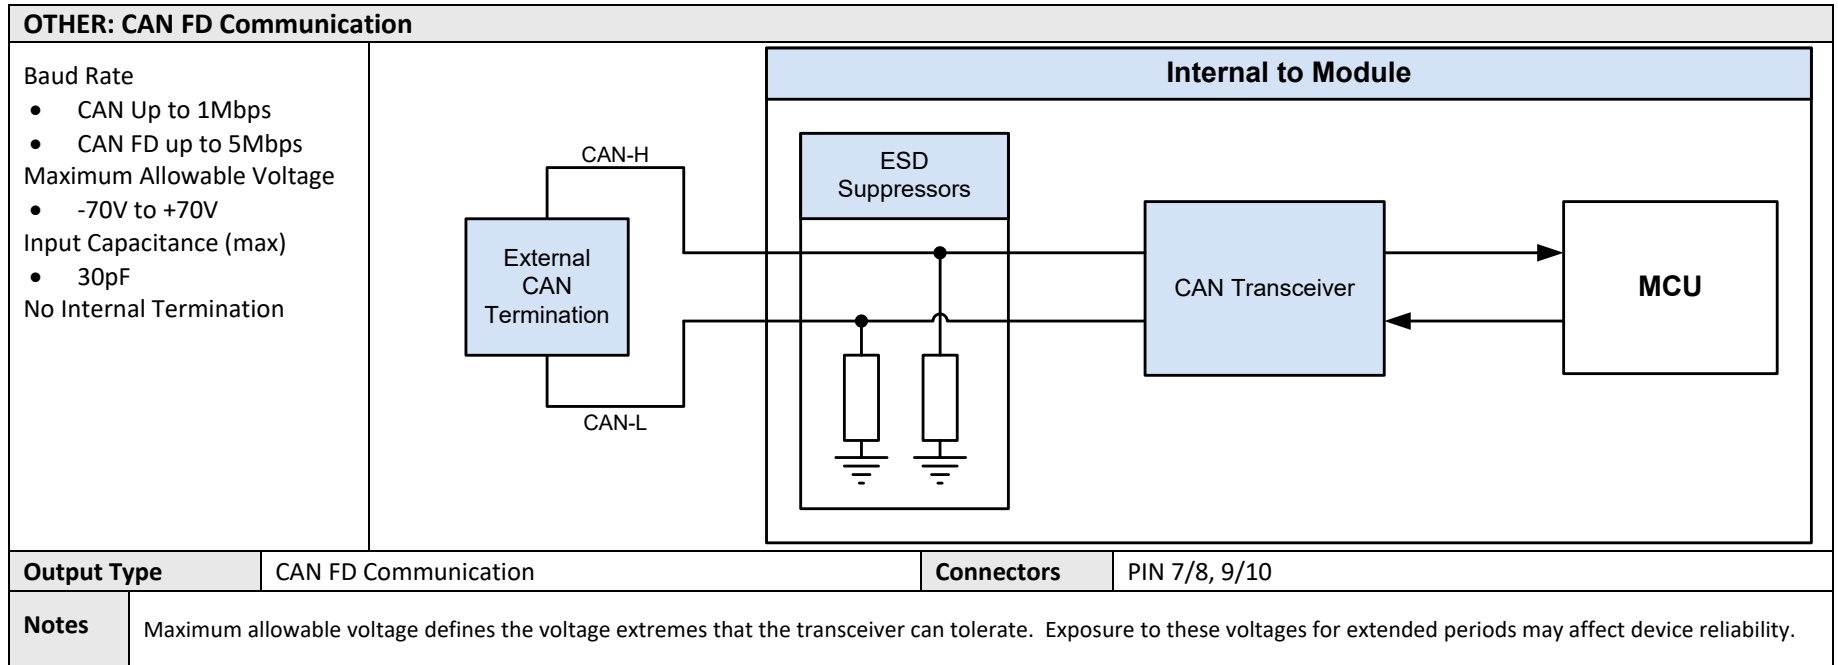 OTHER: CAN FD Communication
Baud Rate
• CAN Up to 1Mbps
• CAN FD up to 5Mbps
Maximum Allowable Voltage
• -70V to +70V
Input Capacitance (max)
• 30pF
No Internal Termination
Internal to Module
CAN-H
ESD
Suppressors
External
CAN
Termination
CAN Transceiver
MCU
CAN-L
Output Type CAN FD Communication Connectors PIN 7/8, 9/10
Notes Maximum allowable voltage defines the voltage extremes that the transceiver can tolerate. Exposure to these voltages for extended periods may affect device reliability.